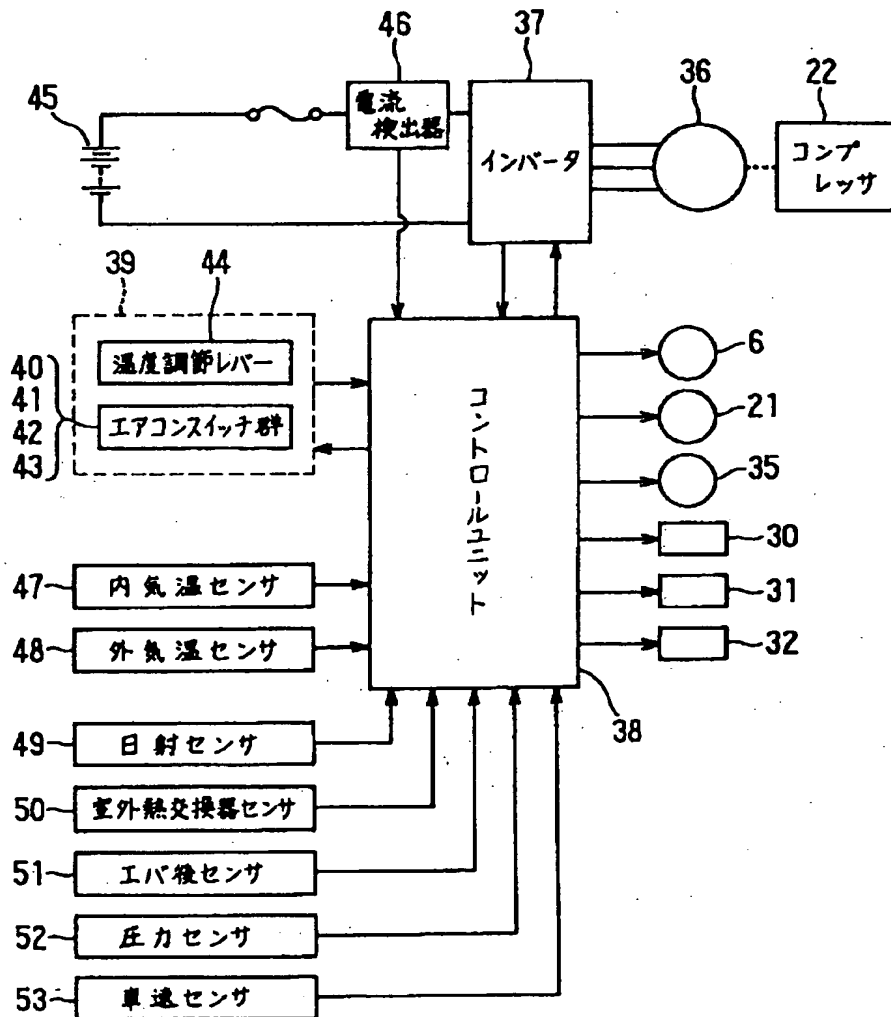 46
37
36
22
45
電流
検出器
インバータ
コンプ
レッサ
39
44
40
41
42
43
温度調節レバー
エアコンスイッチ群
コントロールユニット
6
21
35
30
31
32
38
47
内気温センサ
48
外気温センサ
49
日射センサ
50
室外熱交換器センサ
51
エバ後センサ
52
圧力センサ
53
車速センサ